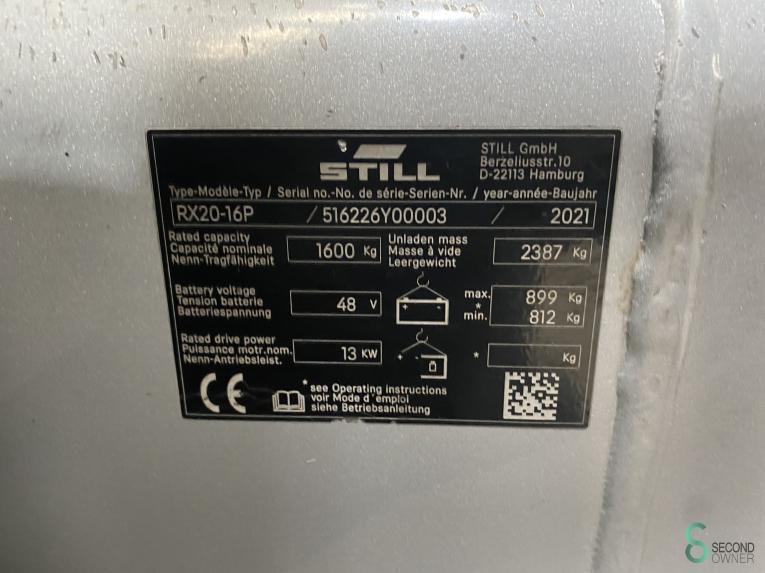 STILL
STILL GmbH
Berzeliusstr.10
D-22113 Hamburg
Type-Modèle-Typ / Serial no.-No. de série-Serien-Nr. / year-année-Baujahr
RX20-16P / 516226Y00003 / 2021
Rated capacity
Capacité nominale
Nenn-Tragfähigkeit
1600 Kg
Unladen mass
Masse à vide
Leergewicht
2387 Kg
Battery voltage
Tension batterie
Batteriespannung
48 V
+ -
max. 899 Kg
*
min. 812 Kg
Rated drive power
Puissance motr.nom.
Nenn-Antriebsleist.
13 KW
+ -
* Kg
CE
*see Operating instructions
voir Mode d'emploi
siehe Betriebsanleitung
SECOND
OWNER